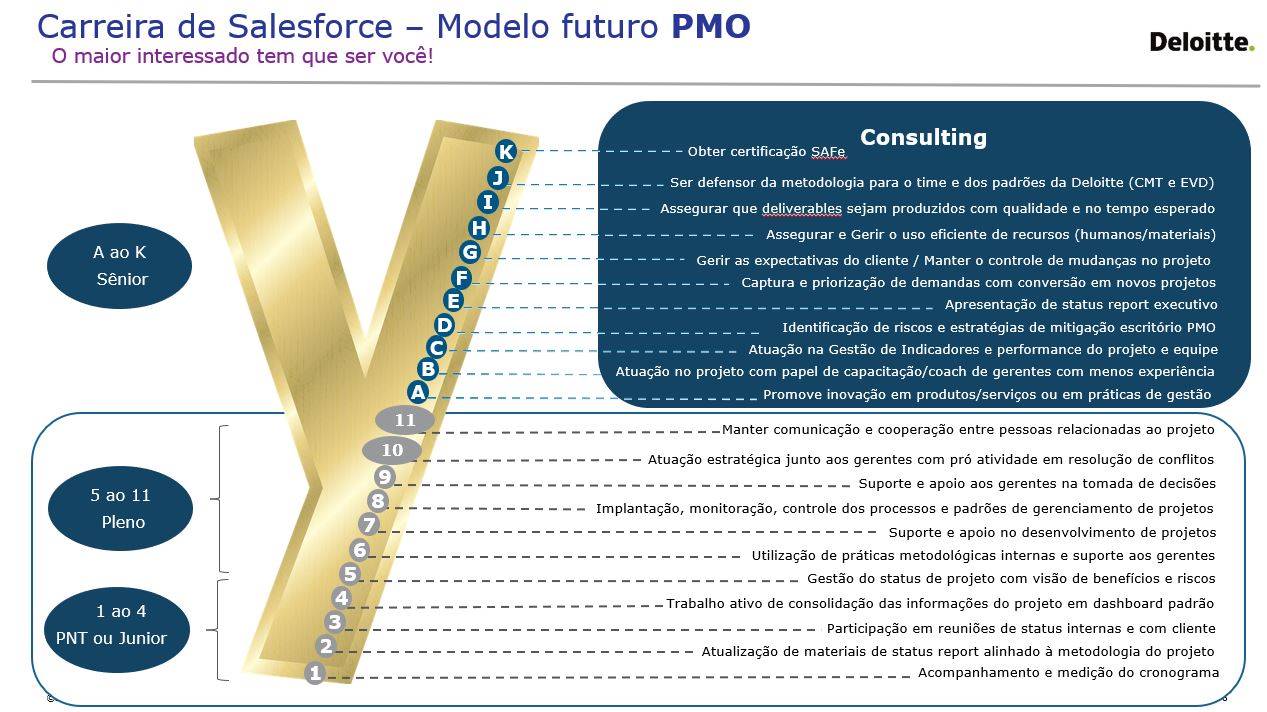 Carreira de Salesforce – Modelo futuro PMO
O maior interessado tem que ser você!
Deloitte.
Consulting
K Obter certificação SAFe
J Ser defensor da metodologia para o time e dos padrões da Deloitte (CMT e EVD)
I Assegurar que deliverables sejam produzidos com qualidade e no tempo esperado
H Assegurar e Gerir o uso eficiente de recursos (humanos/materiais)
G Gerir as expectativas do cliente / Manter o controle de mudanças no projeto
F Captura e priorização de demandas com conversão em novos projetos
E Apresentação de status report executivo
D Identificação de riscos e estratégias de mitigação escritório PMO
C Atuação na Gestão de Indicadores e performance do projeto e equipe
B Atuação no projeto com papel de capacitação/coach de gerentes com menos experiência
A Promove inovação em produtos/serviços ou em práticas de gestão
A ao K
Sênior
11 Manter comunicação e cooperação entre pessoas relacionadas ao projeto
10 Atuação estratégica junto aos gerentes com pró atividade em resolução de conflitos
9 Suporte e apoio aos gerentes na tomada de decisões
8 Implantação, monitoração, controle dos processos e padrões de gerenciamento de projetos
7 Suporte e apoio no desenvolvimento de projetos
6 Utilização de práticas metodológicas internas e suporte aos gerentes
5 Gestão do status de projeto com visão de benefícios e riscos
5 ao 11
Pleno
4 Trabalho ativo de consolidação das informações do projeto em dashboard padrão
3 Participação em reuniões de status internas e com cliente
2 Atualização de materiais de status report alinhado à metodologia do projeto
1 Acompanhamento e medição do cronograma
1 ao 4
PNT ou Junior